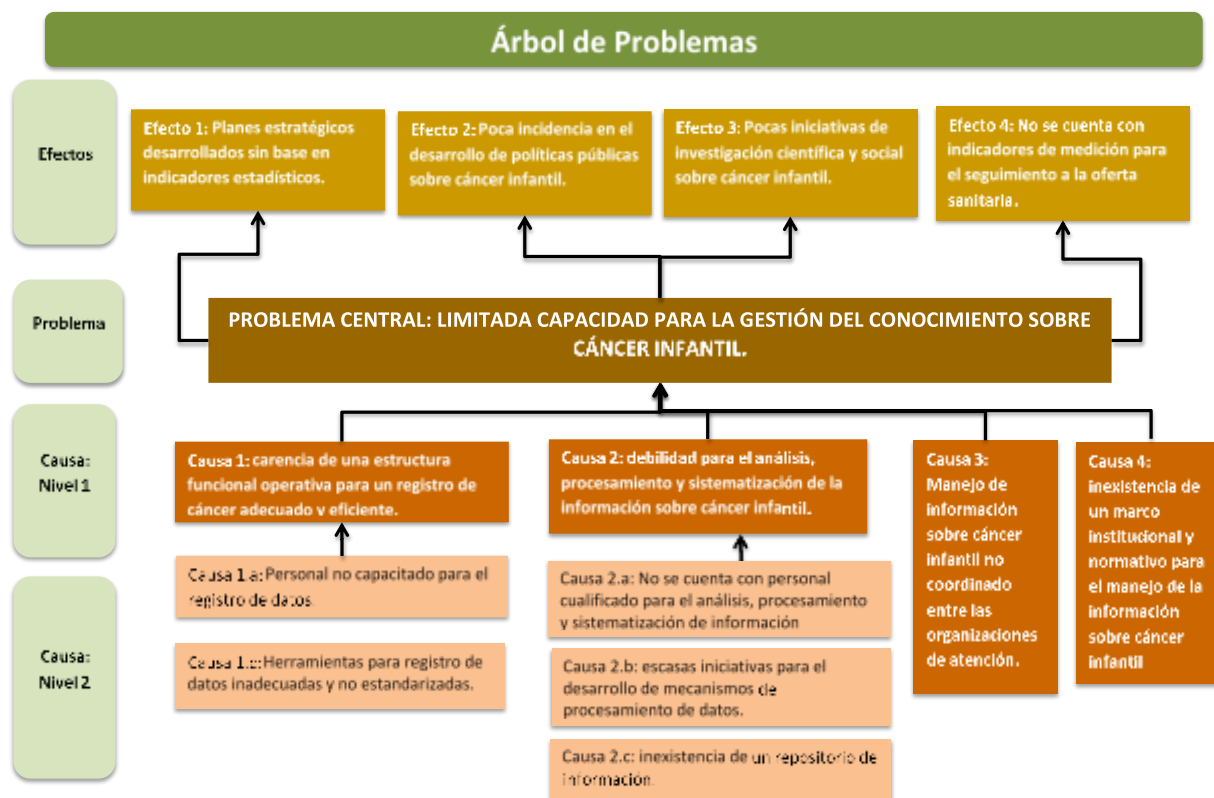 Árbol de Problemas
Efectos
Efecto 1: Planes estratégicos
desarrollados sin base en
indicadores estadísticos.
Efecto 2: Poca incidencia en el
desarrollo de políticas públicas
sobre cáncer infantil.
Efecto 3: Pocas iniciativas de
investigación científica y social
sobre cáncer infantil.
Efecto 4: No se cuenta con
indicadores de medición para
el seguimiento a la oferta
sanitaria.
Problema
PROBLEMA CENTRAL: LIMITADA CAPACIDAD PARA LA GESTIÓN DEL CONOCIMIENTO SOBRE
CÁNCER INFANTIL.
Causa:
Nivel 1
Causa 1: carencia de una estructura
funcional operativa para un registro de
cáncer adecuado y eficiente.
Causa 2: debilidad para el análisis,
procesamiento y sistematización de la
información sobre cáncer infantil.
Causa 3:
Manejo de
información
sobre cáncer
infantil no
coordinado
entre las
organizaciones
de atención.
Causa 4:
inexistencia de
un marco
institucional y
normativo para
el manejo de la
información
sobre cáncer
infantil
Causa:
Nivel 2
Causa 1.a: Personal no capacitado para el
registro de datos.
Causa Herramientas para registro de
datos inadecuadas y no estandarizadas.
Causa 2.a: No se cuenta con personal
cualificado para el análisis, procesamiento
y sistematización de información
Causa 2.b: escasas iniciativas para el
desarrollo de mecanismos de
procesamiento de datos.
Causa 2.c: inexistencia de un repositorio de
información.